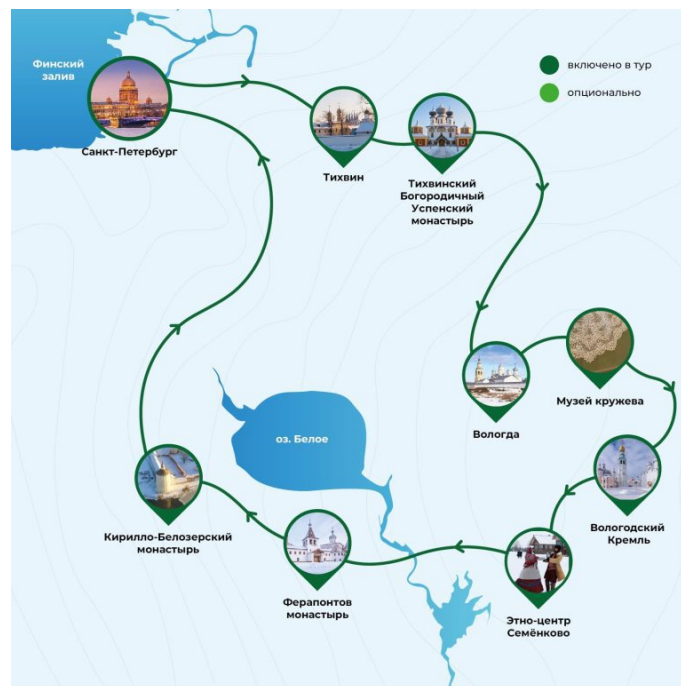 Финский
залив
включено в тур
опционально
Санкт-Петербург
Тихвин
Тихвинский
Богородичный
Успенский
монастырь
Музей кружева
Вологда
оз. Белое
Вологодский
Кремль
Кирилло-Белозерский
монастырь
Ферапонтов
монастырь
Этно-центр
Семёнково